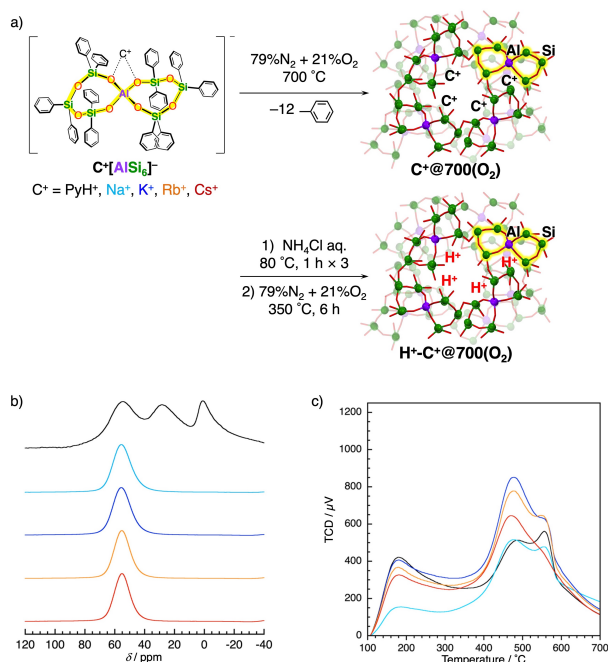 a)
C⁺
Si
O
O
Si
Si
O
O
Al
O
O
Si
Si
O
O
Si
−
C⁺[AlSi₆]⁻
C⁺ = PyH⁺, Na⁺, K⁺, Rb⁺, Cs⁺
79%N₂ + 21%O₂
700 ˚C
−12
Al
Si
C⁺
C⁺
C⁺
C⁺
C⁺@700(O₂)
1) NH₄Cl aq.
80 ˚C, 1 h × 3
2) 79%N₂ + 21%O₂
350 ˚C, 6 h
Al
Si
H⁺
H⁺
H⁺
H⁺
H⁺-C⁺@700(O₂)
b)
120 100 80 60 40 20 0 -20 -40
δ / ppm
c)
TCD / µV
1200
1000
800
600
400
200
0
100 200 300 400 500 600 700
Temperature / ˚C